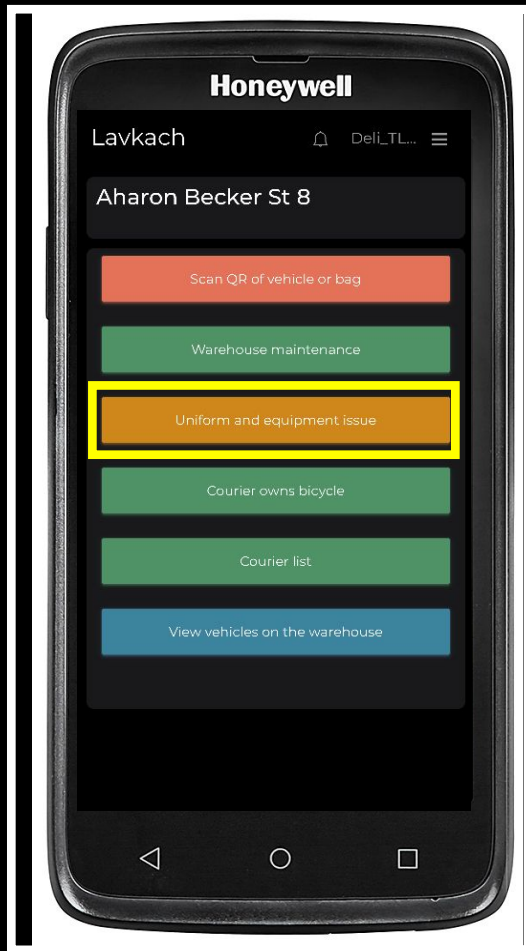 Honeywell
Lavkach
Deli_TL...
Aharon Becker St 8
Scan QR of vehicle or bag
Warehouse maintenance
Uniform and equipment issue
Courier owns bicycle
Courier list
View vehicles on the warehouse